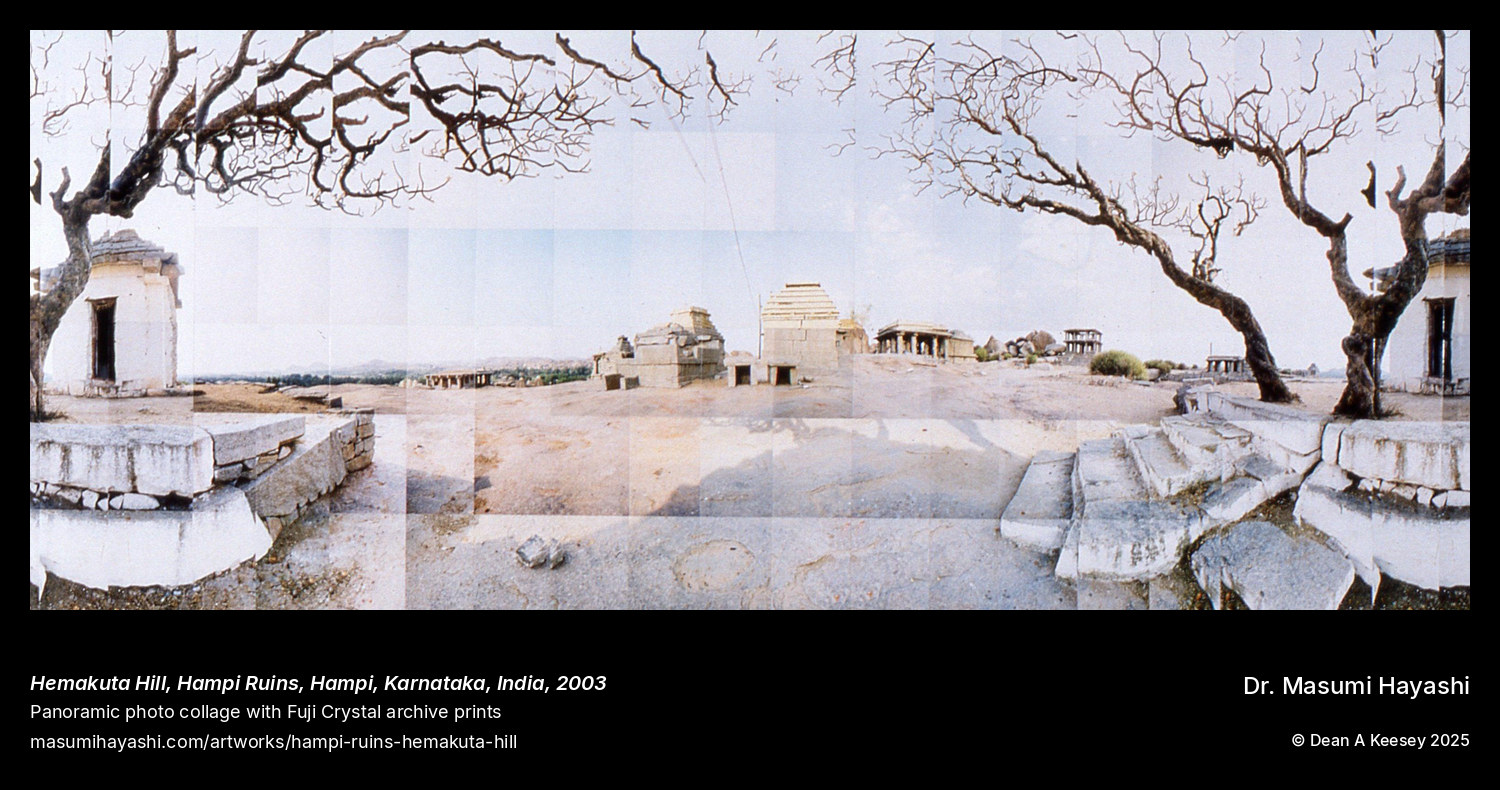 Hemakuta Hill, Hampi Ruins, Hampi, Karnataka, India, 2003
Panoramic photo collage with Fuji Crystal archive prints
masumihayashi.com/artworks/hampi-ruins-hemakuta-hill
Dr. Masumi Hayashi
© Dean A Keesey 2025